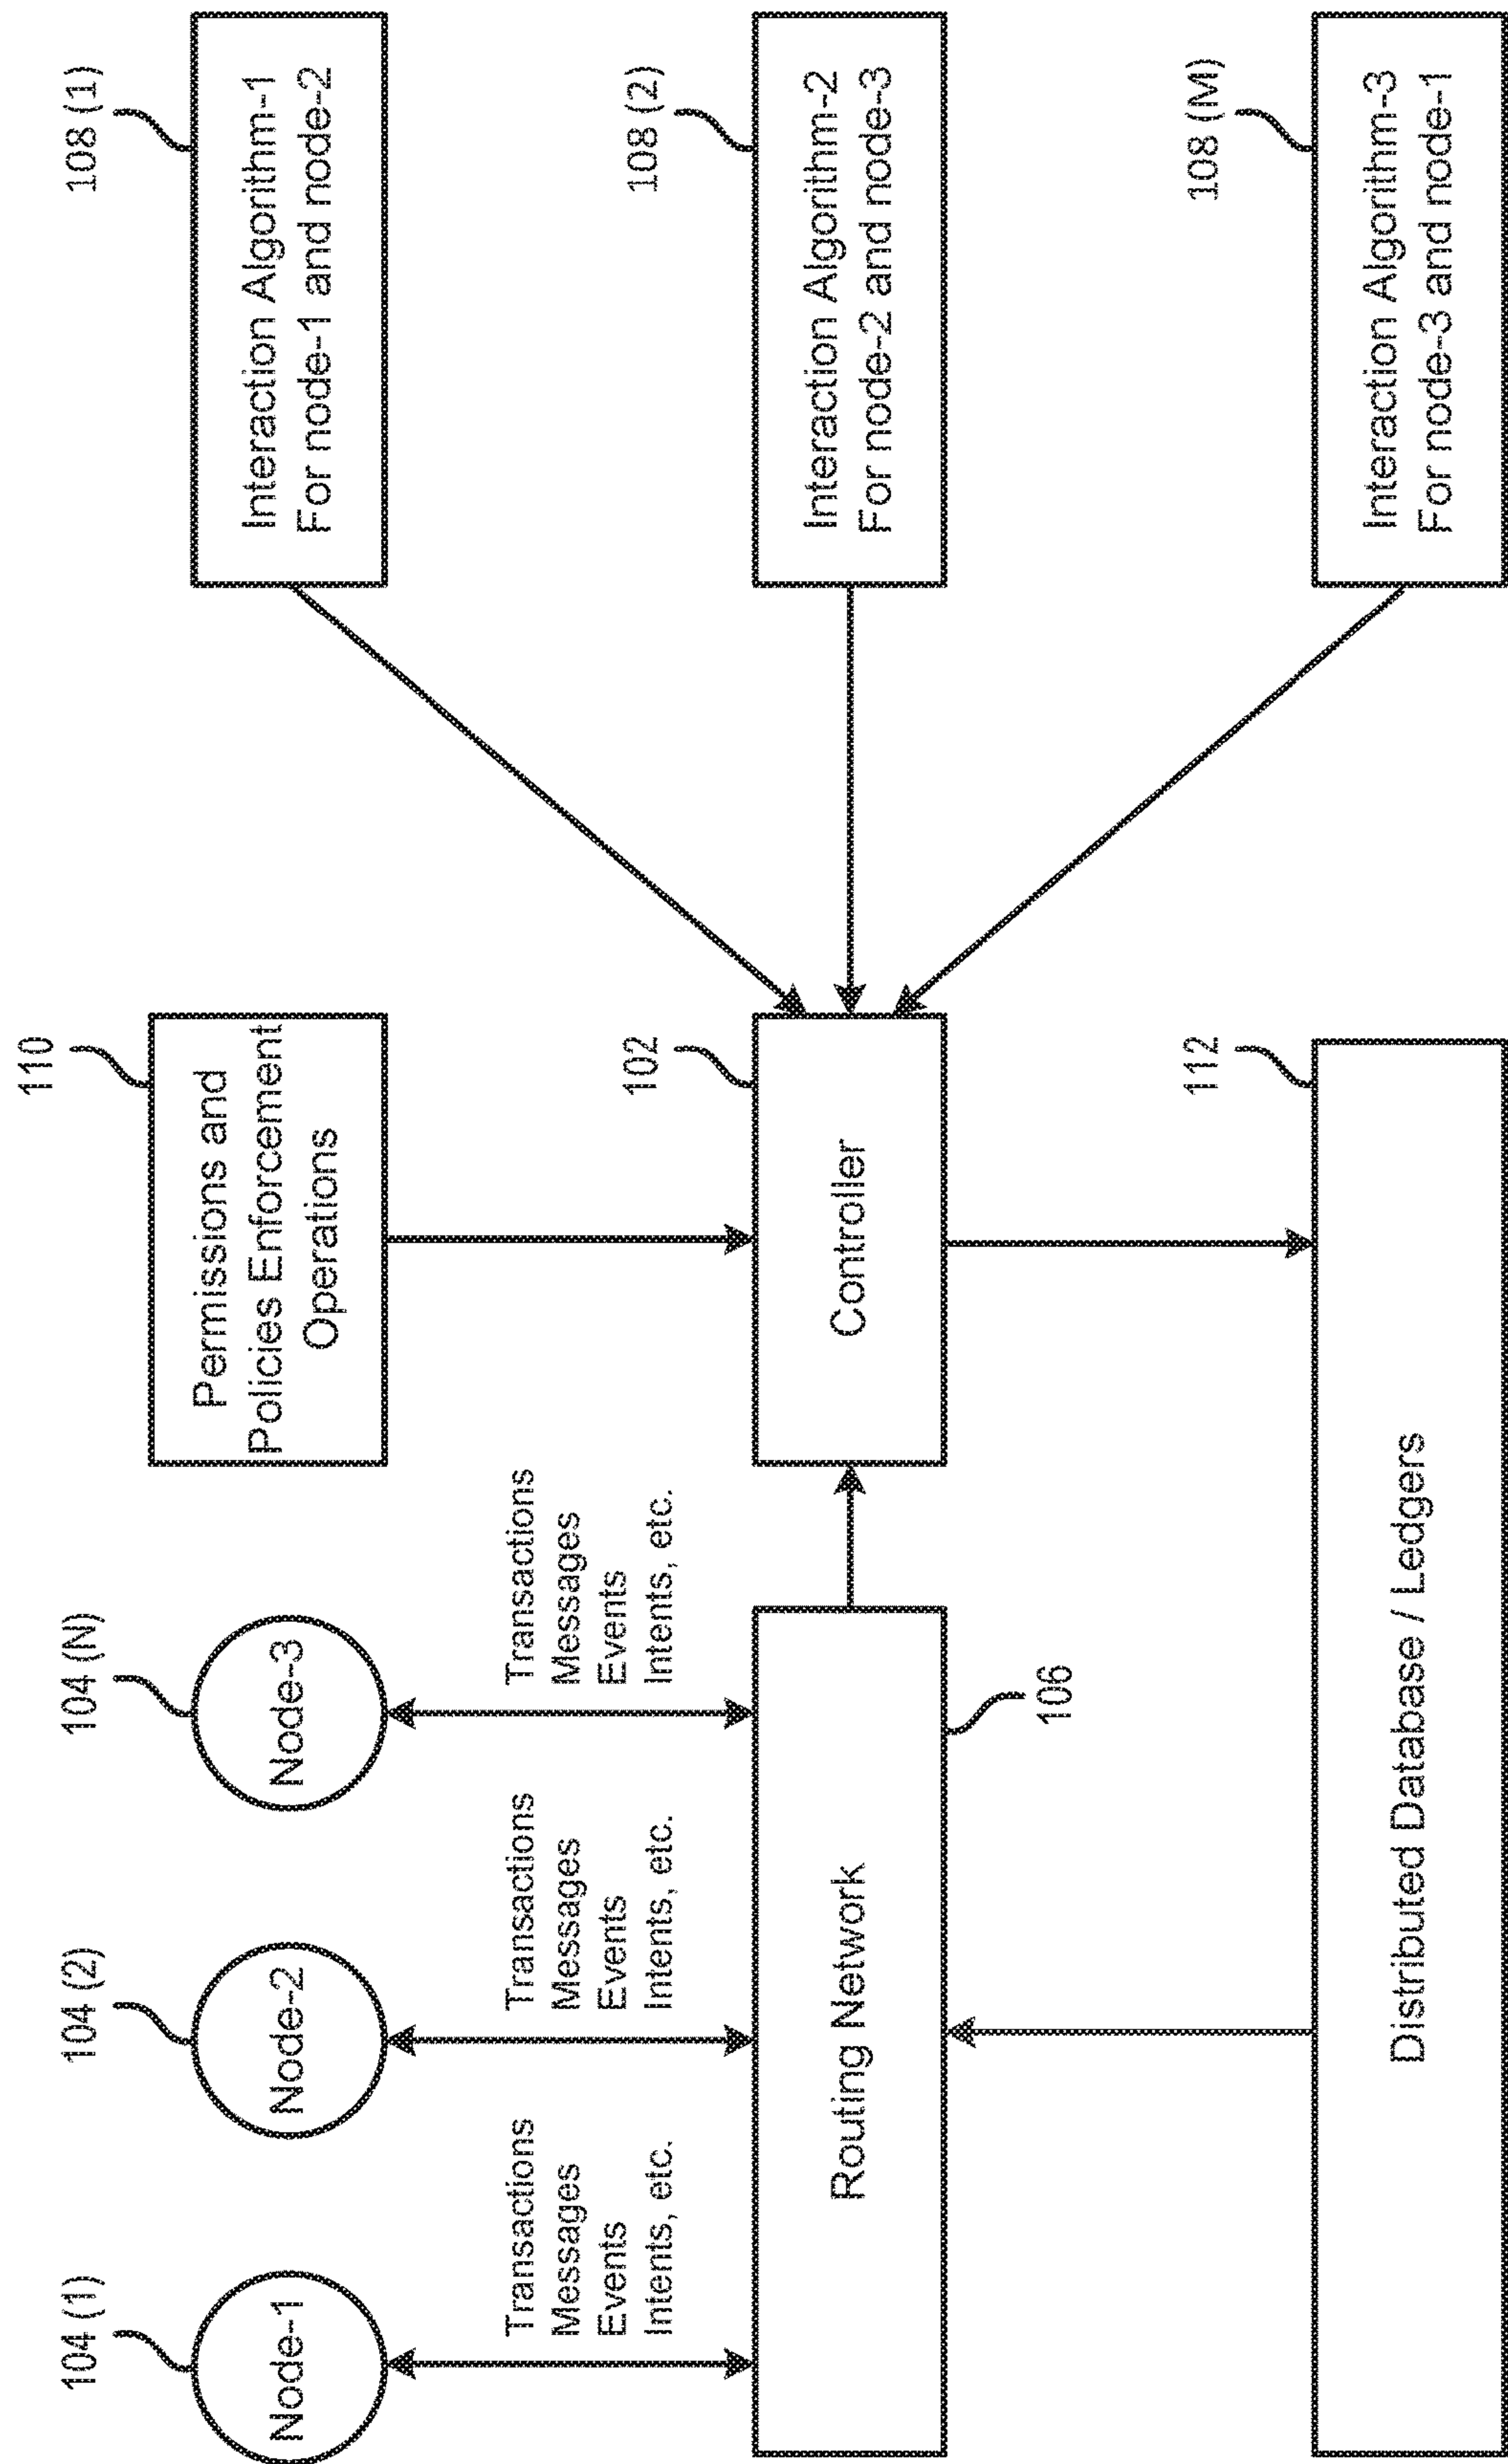 104 (1)
Node-1
Transactions
Messages
Events
Intents, etc.
104 (2)
Node-2
Transactions
Messages
Events
Intents, etc.
104 (N)
Node-3
Transactions
Messages
Events
Intents, etc.
110
Permissions and
Policies Enforcement
Operations
108 (1)
Interaction Algorithm-1
For node-1 and node-2
Routing Network
106
102
Controller
108 (2)
Interaction Algorithm-2
For node-2 and node-3
112
Distributed Database / Ledgers
108 (M)
Interaction Algorithm-3
For node-3 and node-1